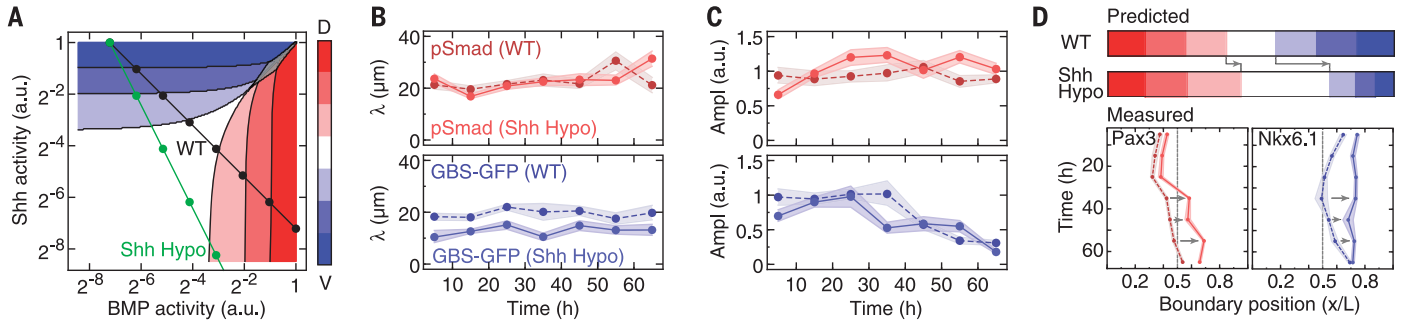 A
Shh activity (a.u.)
1
2-2
2-4
2-6
2-8
WT
Shh Hypo
2-8
2-6
2-4
2-2
1
BMP activity (a.u.)
D
V
B
λ (μm)
40
20
0
pSmad (WT)
pSmad (Shh Hypo)
λ (μm)
40
20
0
GBS-GFP (WT)
GBS-GFP (Shh Hypo)
10 20 30 40 50 60
Time (h)
C
Ampl (a.u.)
1.5
1
0.5
0
Ampl (a.u.)
1.5
1
0.5
0
10 20 30 40 50 60
Time (h)
D
Predicted
WT
Shh
Hypo
Measured
Pax3
Nkx6.1
20
40
60
Time (h)
0.2 0.5 0.8
0.2 0.5 0.8
Boundary position (x/L)